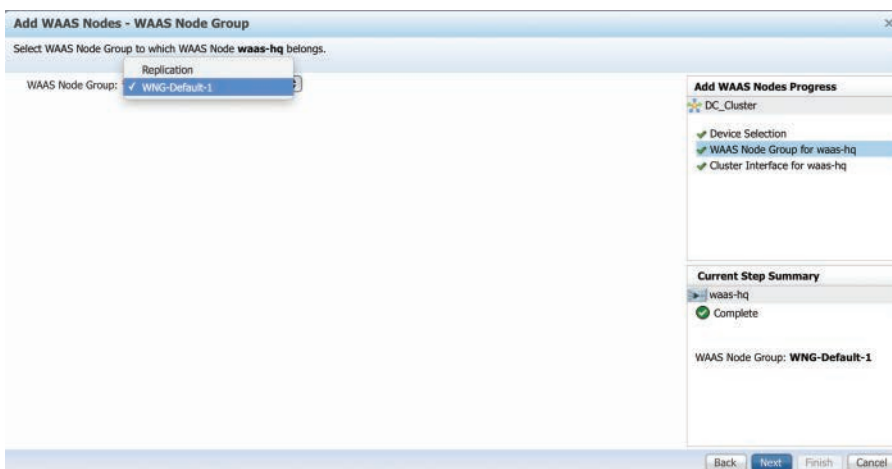 Add WAAS Nodes - WAAS Node Group
Select WAAS Node Group to which WAAS Node waas-hq belongs.
WAAS Node Group:
Replication
✓ WNG-Default-1
Add WAAS Nodes Progress
DC_Cluster
Device Selection
WAAS Node Group for waas-hq
Cluster Interface for waas-hq
Current Step Summary
waas-hq
Complete
WAAS Node Group: WNG-Default-1
Back Next Finish Cancel